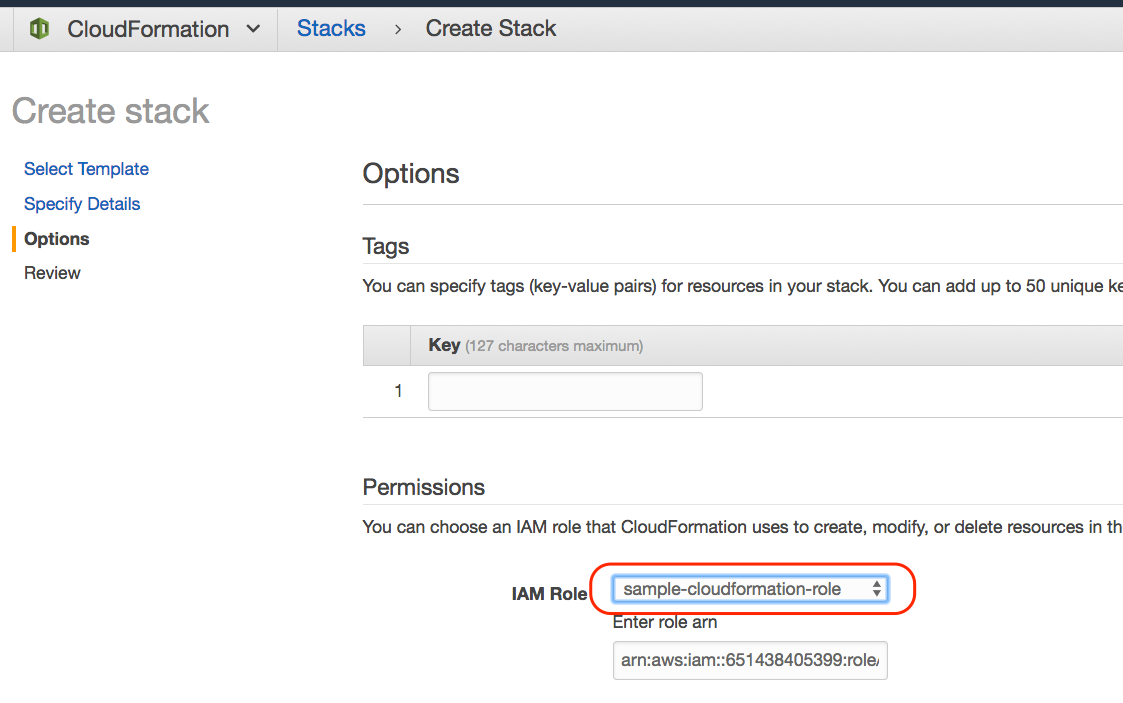 CloudFormation Stacks > Create Stack
Create stack
Select Template
Specify Details
Options
Review
Options
Tags
You can specify tags (key-value pairs) for resources in your stack. You can add up to 50 unique ke
Key (127 characters maximum)
1
Permissions
You can choose an IAM role that CloudFormation uses to create, modify, or delete resources in th
IAM Role sample-cloudformation-role
Enter role arn
arn:aws:iam::651438405399:role/